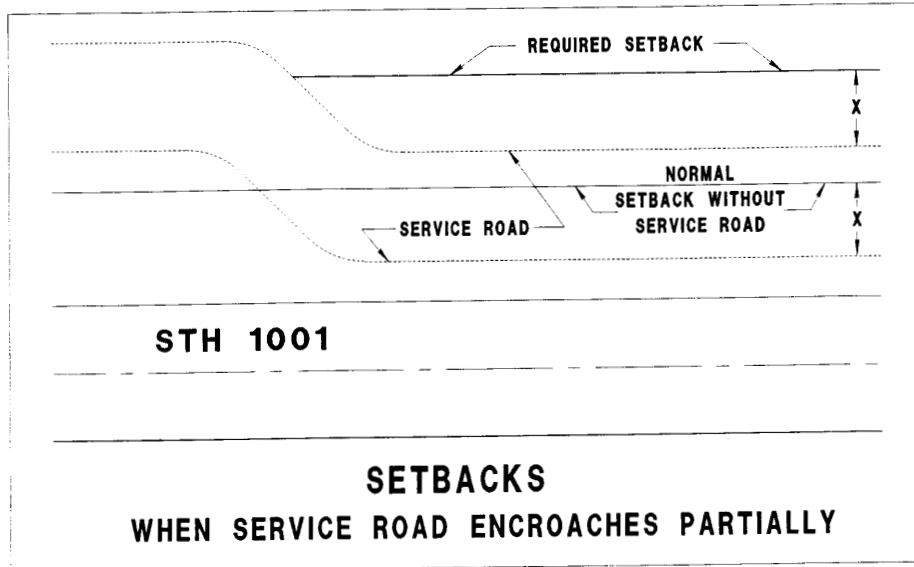 REQUIRED SETBACK
X
NORMAL
SETBACK WITHOUT
SERVICE ROAD
X
SERVICE ROAD
STH 1001
SETBACKS
WHEN SERVICE ROAD ENCROACHES PARTIALLY